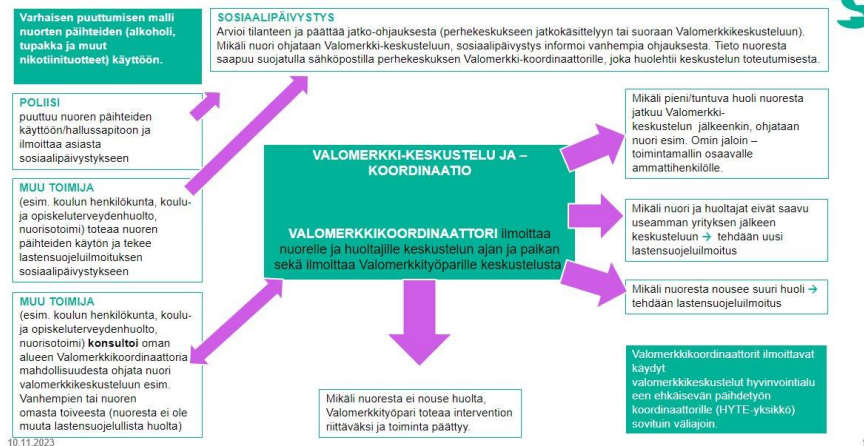 Varhaisen puuttumisen malli
nuorten päihteiden (alkoholi,
tupakka ja muut
nikotiinituotteet) käyttöön.
SOSIAALIPÄIVYSTYS
Arvioi tilanteen ja päättää jatko-ohjauksesta (perhekeskukseen jatkokäsittelyyn tai suoraan Valomerkkikeskusteluun).
Mikäli nuori ohjataan Valomerkki-keskusteluun, sosiaalipäivystys informoi vanhempia ohjauksesta. Tieto nuoresta
saapuu suojatulla sähköpostilla perhekeskuksen Valomerkki-koordinaattorille, joka huolehtii keskustelun toteutumisesta.
POLIISI
puuttuu nuoren päihteiden
käyttöön/hallussapitoon ja
ilmoittaa asiasta
sosiaalipäivystykseen
MUU TOIMIJA
(esim. koulun henkilökunta, koulu-
ja opiskeluterveydenhuolto,
nuorisotoimi) toteaa nuoren
päihteiden käytön ja tekee
lastensuojeluilmoituksen
sosiaalipäivystykseen
MUU TOIMIJA
(esim. koulun henkilökunta, koulu-
ja opiskeluterveydenhuolto,
nuorisotoimi) konsultoi oman
alueen Valomerkkikoordinaattoria
mahdollisuudesta ohjata nuori
valomerkkikeskusteluun esim.
Vanhempien tai nuoren
omasta toiveesta (nuoresta ei ole
muuta lastensuojelullista huolta)
VALOMERKKI-KESKUSTELU JA –
KOORDINAATIO
VALOMERKKIKOORDINAATTORI ilmoittaa
nuorelle ja huoltajille keskustelun ajan ja paikan
sekä ilmoittaa Valomerkkityöparille keskustelusta
Mikäli nuoresta ei nouse huolta,
Valomerkkityöpari toteaa intervention
riittäväksi ja toiminta päättyy.
Mikäli pieni/tuntuva huoli nuoresta
jatkuu Valomerkki-
keskustelun jälkeenkin, ohjataan
nuori esim. Omin jaloin –
toimintamallin osaavalle
ammattihenkilölle.
Mikäli nuori ja huoltajat eivät saavu
useamman yrityksen jälkeen
keskusteluun → tehdään uusi
lastensuojeluilmoitus
Mikäli nuoresta nousee suuri huoli →
tehdään lastensuojeluilmoitus
Valomerkkikoordinaattorit ilmoittavat
käydyt
valomerkkikeskustelut hyvinvointialu
een ehkäisevän päihdetyön
koordinaattorille (HYTE-yksikkö)
sovituin väliajoin.
10.11.2023